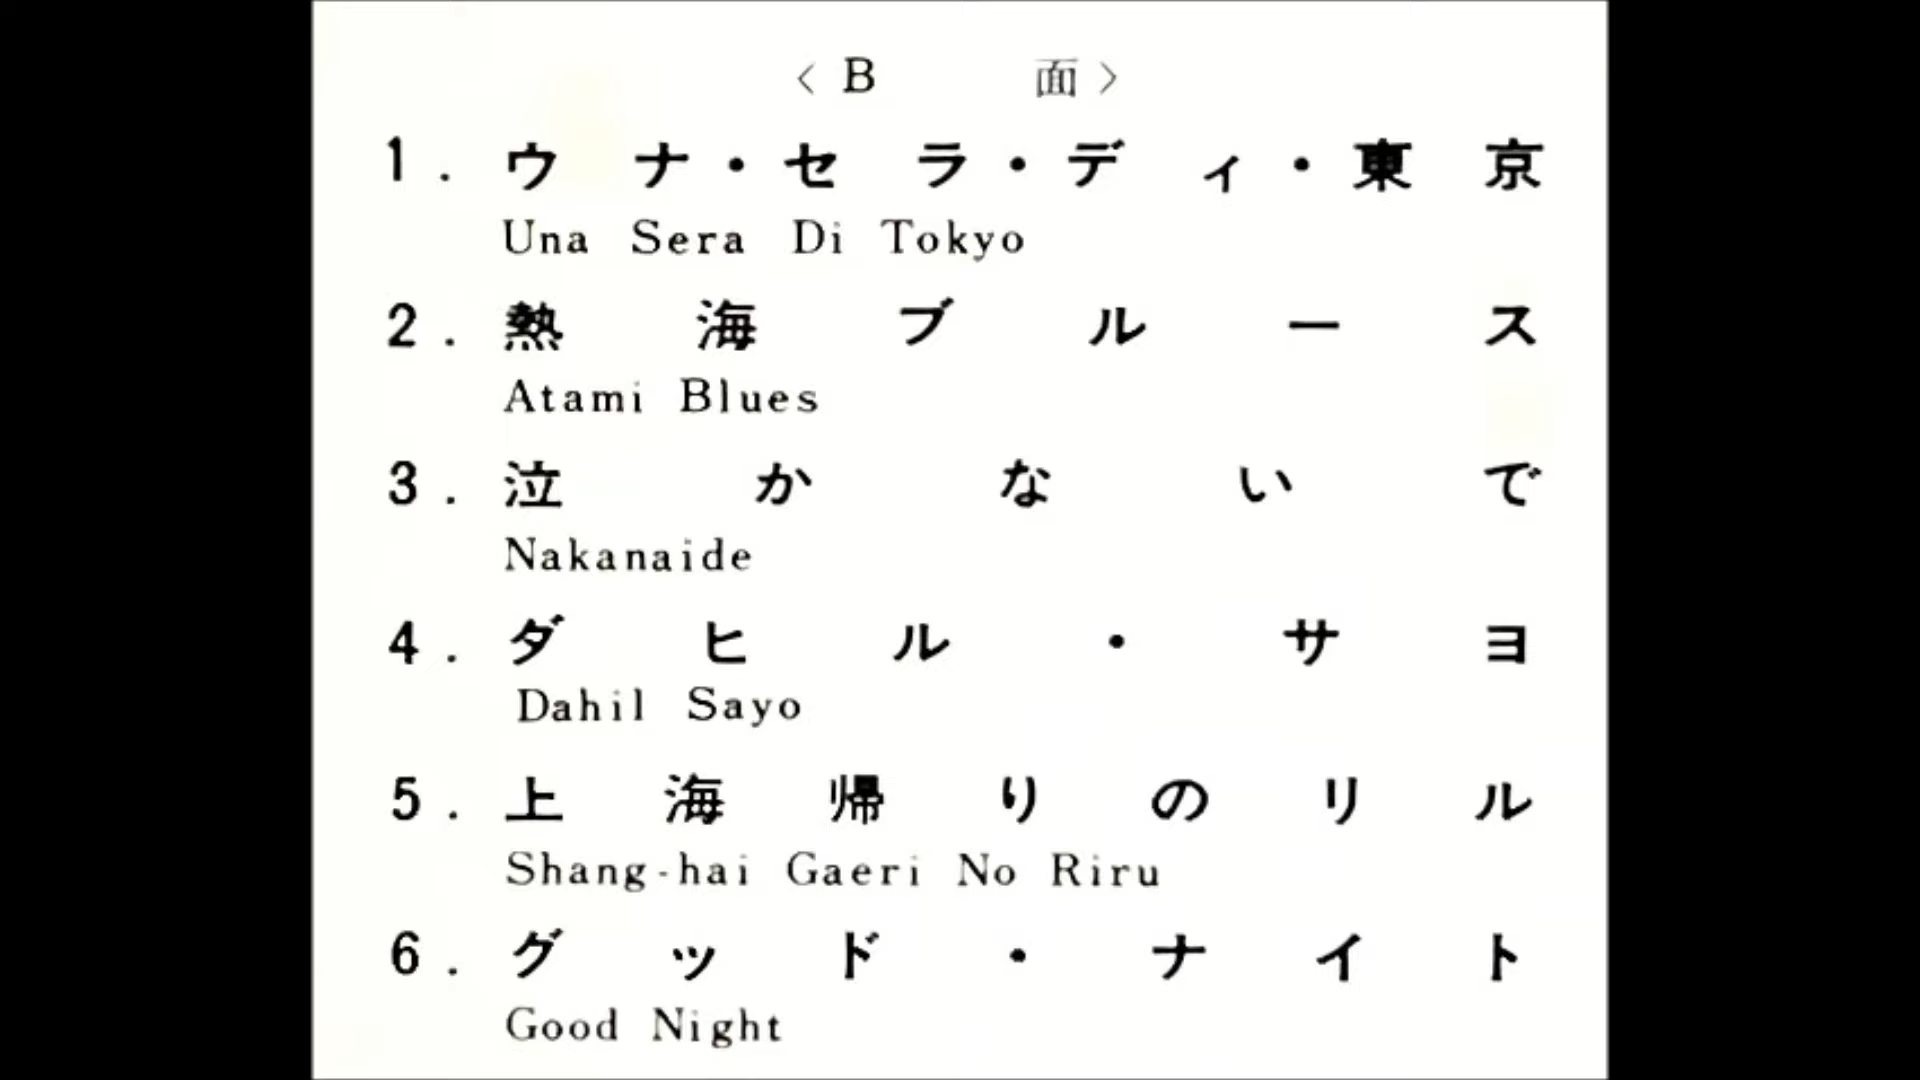 〈B 面〉
1. ウナ・セラ・ディ・東京
Una Sera Di Tokyo
2. 熱海ブルース
Atami Blues
3. 泣かないで
Nakanaide
4. ダヒル・サヨ
Dahil Sayo
5. 上海帰りのリル
Shang-hai Gaeri No Riru
6. グッド・ナイト
Good Night